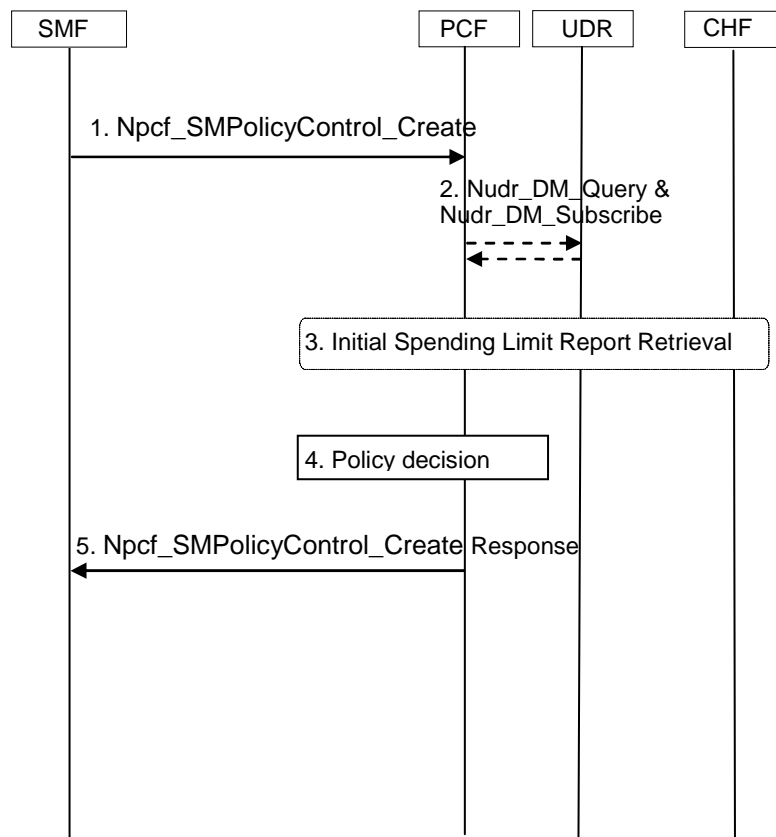 SMF
PCF
UDR
CHF
1. Npcf_SMPolicyControl_Create
2. Nudr_DM_Query &
Nudr_DM_Subscribe
3. Initial Spending Limit Report Retrieval
4. Policy decision
5. Npcf_SMPolicyControl_Create Response